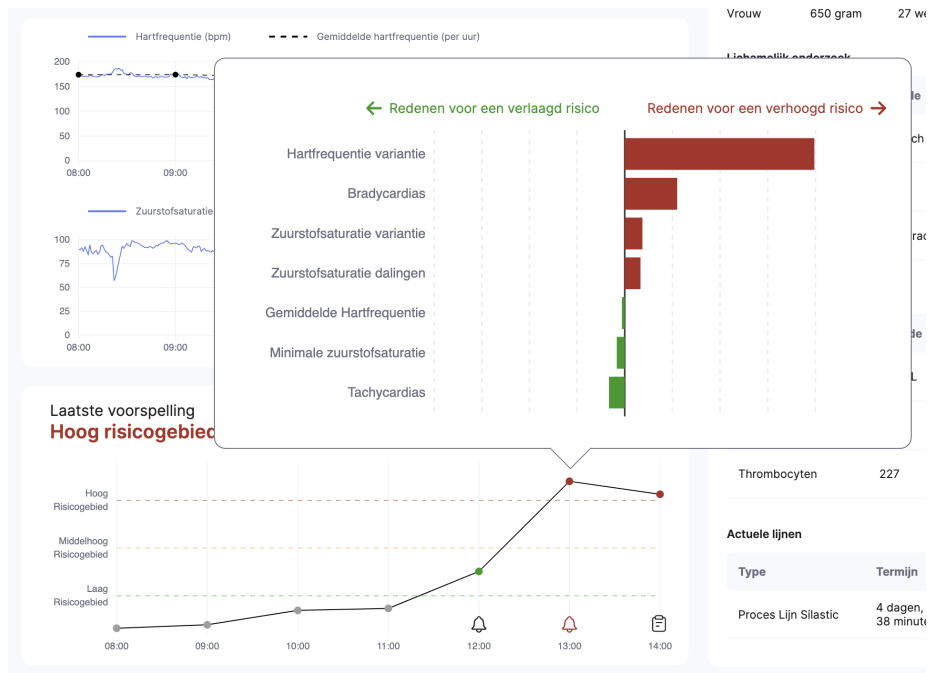 Hartfrequentie (bpm)
Gemiddelde hartfrequentie (per uur)
200
150
100
50
0
08:00
09:00
Zuurstofsaturatie
100
75
50
25
0
08:00
09:00
Redenen voor een verlaagd risico
Redenen voor een verhoogd risico
Hartfrequentie variantie
Bradycardias
Zuurstofsaturatie variantie
Zuurstofsaturatie dalingen
Gemiddelde Hartfrequentie
Minimale zuurstofsaturatie
Tachycardias
Laatste voorspelling
Hoog risicogebied
Hoog
Risicogebied
Middelhoog
Risicogebied
Laag
Risicogebied
08:00
09:00
10:00
11:00
12:00
13:00
14:00
Vrouw
650 gram
27 we
Lichamelijk onderzoek
Thrombocyten
227
Actuele lijnen
Type
Termijn
Proces Lijn Silastic
4 dagen,
38 minute